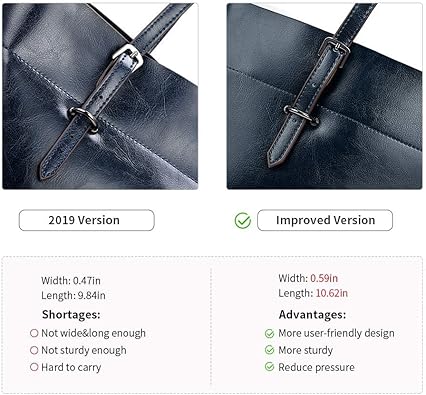 2019 Version
Improved Version
Width: 0.47in
Length: 9.84in
Shortages:
Not wide&long enough
Not sturdy enough
Hard to carry
Width: 0.59in
Length: 10.62in
Advantages:
More user-friendly design
More sturdy
Reduce pressure